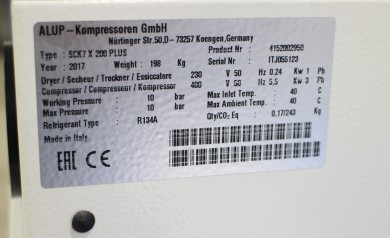 ALUP-Kompressoren GmbH
Nürtinger Str.50,D- 73257 Koengen,Germany
Type : SCK7 X 200 PLUS Product Nr : 4152002950
Year : 2017 Weight : 198 Kg Serial Nr : ITJ055123
Dryer / Secheur / Trockner / Essiccatore 230 V 50 Hz 0,24 Kw 1 Ph
Compressor / Compresseur / Kompressor 400 V 50 Hz 5,5 Kw 3 Ph
Working Pressure : 10 bar Max Inlet Temp. : 40 C
Max Pressure : 10 bar Max Ambient Temp. : 40 C
Refrigerant Type : R134A Qty/CO₂ Eq : 0,17/243 Kg
Made in Italy
EAC CE